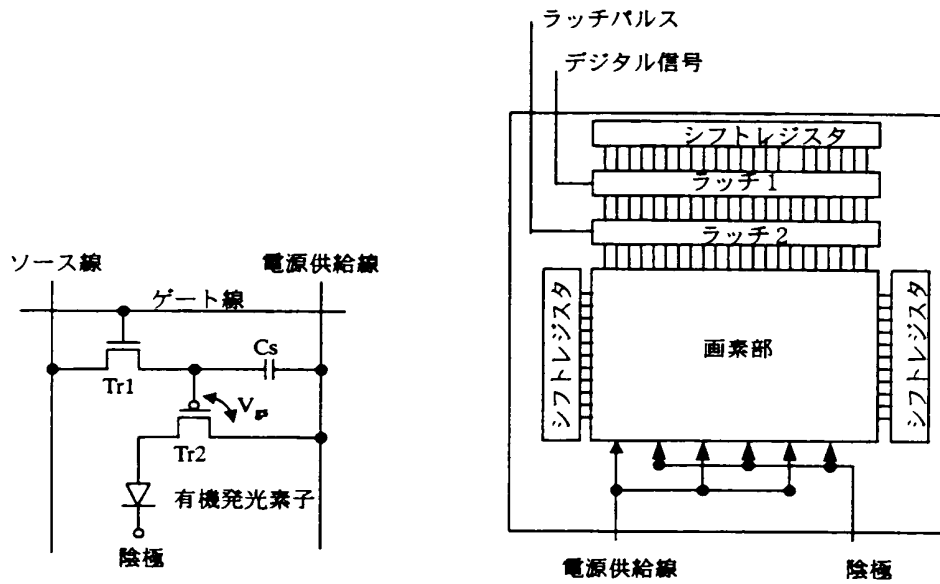 ソース線
電源供給線
ゲート線
Cs
Tr1
Vgs
Tr2
有機発光素子
陰極
ラッチパルス
デジタル信号
シフトレジスタ
ラッチ1
ラッチ2
シフトレジスタ
画素部
シフトレジスタ
電源供給線
陰極